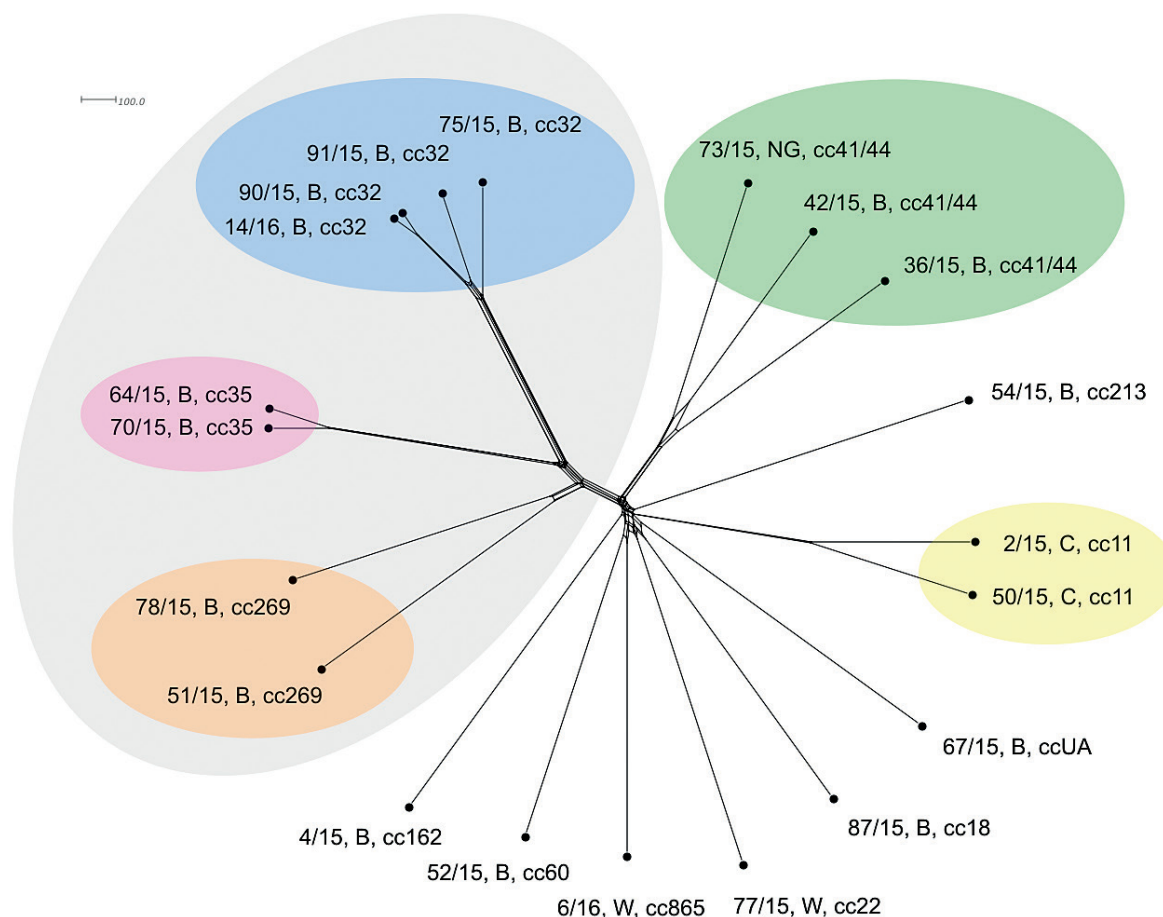 100.0
75/15, B, cc32
91/15, B, cc32
90/15, B, cc32
14/16, B, cc32
73/15, NG, cc41/44
42/15, B, cc41/44
36/15, B, cc41/44
64/15, B, cc35
70/15, B, cc35
54/15, B, cc213
2/15, C, cc11
50/15, C, cc11
78/15, B, cc269
51/15, B, cc269
67/15, B, ccUA
4/15, B, cc162
87/15, B, cc18
52/15, B, cc60
6/16, W, cc865
77/15, W, cc22